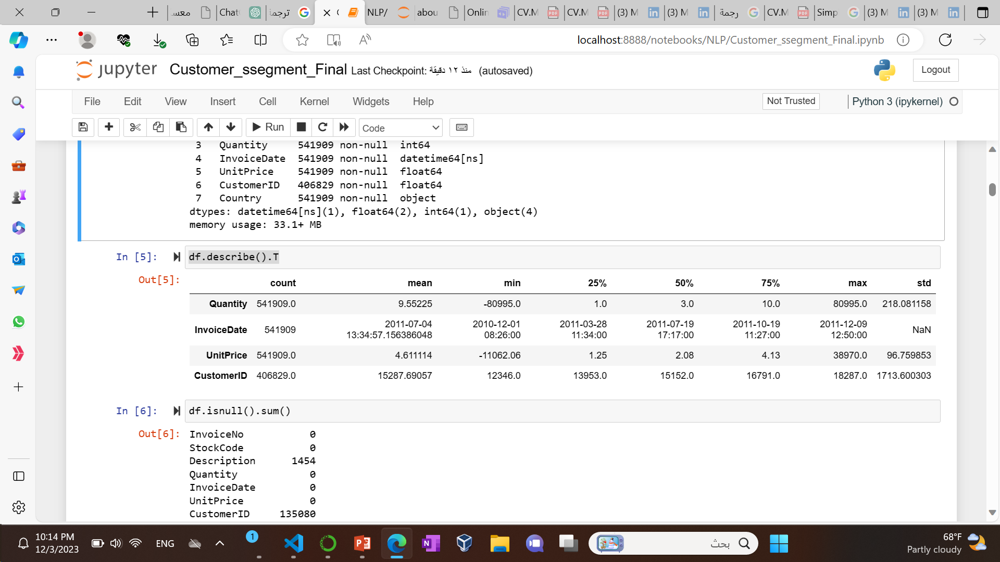 معس
Chat
ترجمة
C
NLP/
abou
Onlin
CV.M
CV.M
(3) M
(3) M
رجمة
CV.M
Simp
(3) M
(3) M
localhost:8888/notebooks/NLP/Customer_ssegment_Final.ipynb
jupyter Customer_ssegment_Final Last Checkpoint: منذ ١٢ دقيقة (autosaved)
Logout
File Edit View Insert Cell Kernel Widgets Help
Not Trusted
Python 3 (ipykernel)
Run
Code
3 Quantity 541909 non-null int64
4 InvoiceDate 541909 non-null datetime64[ns]
5 UnitPrice 541909 non-null float64
6 CustomerID 406829 non-null float64
7 Country 541909 non-null object
dtypes: datetime64[ns](1), float64(2), int64(1), object(4)
memory usage: 33.1+ MB
In [5]: df.describe().T
Out[5]:
count mean min 25% 50% 75% max std
Quantity 541909.0 9.55225 -80995.0 1.0 3.0 10.0 80995.0 218.081158
InvoiceDate 541909 2011-07-04 13:34:57.156386048 2010-12-01 08:26:00 2011-03-28 11:34:00 2011-07-19 17:17:00 2011-10-19 11:27:00 2011-12-09 12:50:00 NaN
UnitPrice 541909.0 4.611114 -11062.06 1.25 2.08 4.13 38970.0 96.759853
CustomerID 406829.0 15287.69057 12346.0 13953.0 15152.0 16791.0 18287.0 1713.600303
In [6]: df.isnull().sum()
Out[6]: InvoiceNo 0
StockCode 0
Description 1454
Quantity 0
InvoiceDate 0
UnitPrice 0
CustomerID 135080
10:14 PM
12/3/2023
ENG
1
بحث
68°F
Partly cloudy